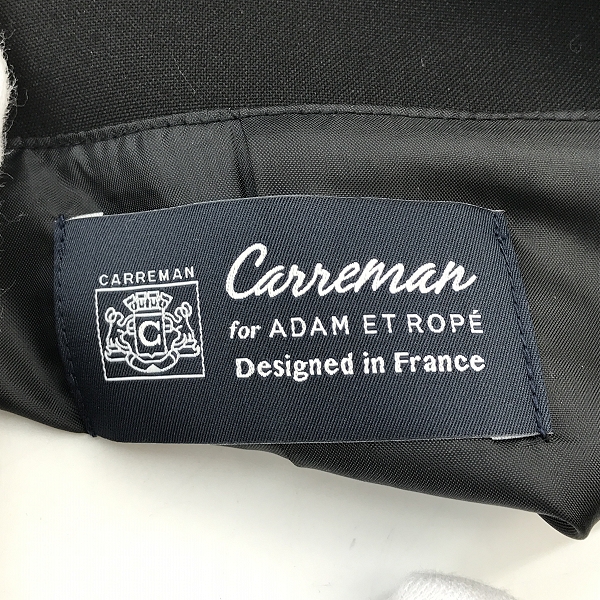 CARREMAN
C
Carreman
for ADAM ET ROPÉ
Designed in France